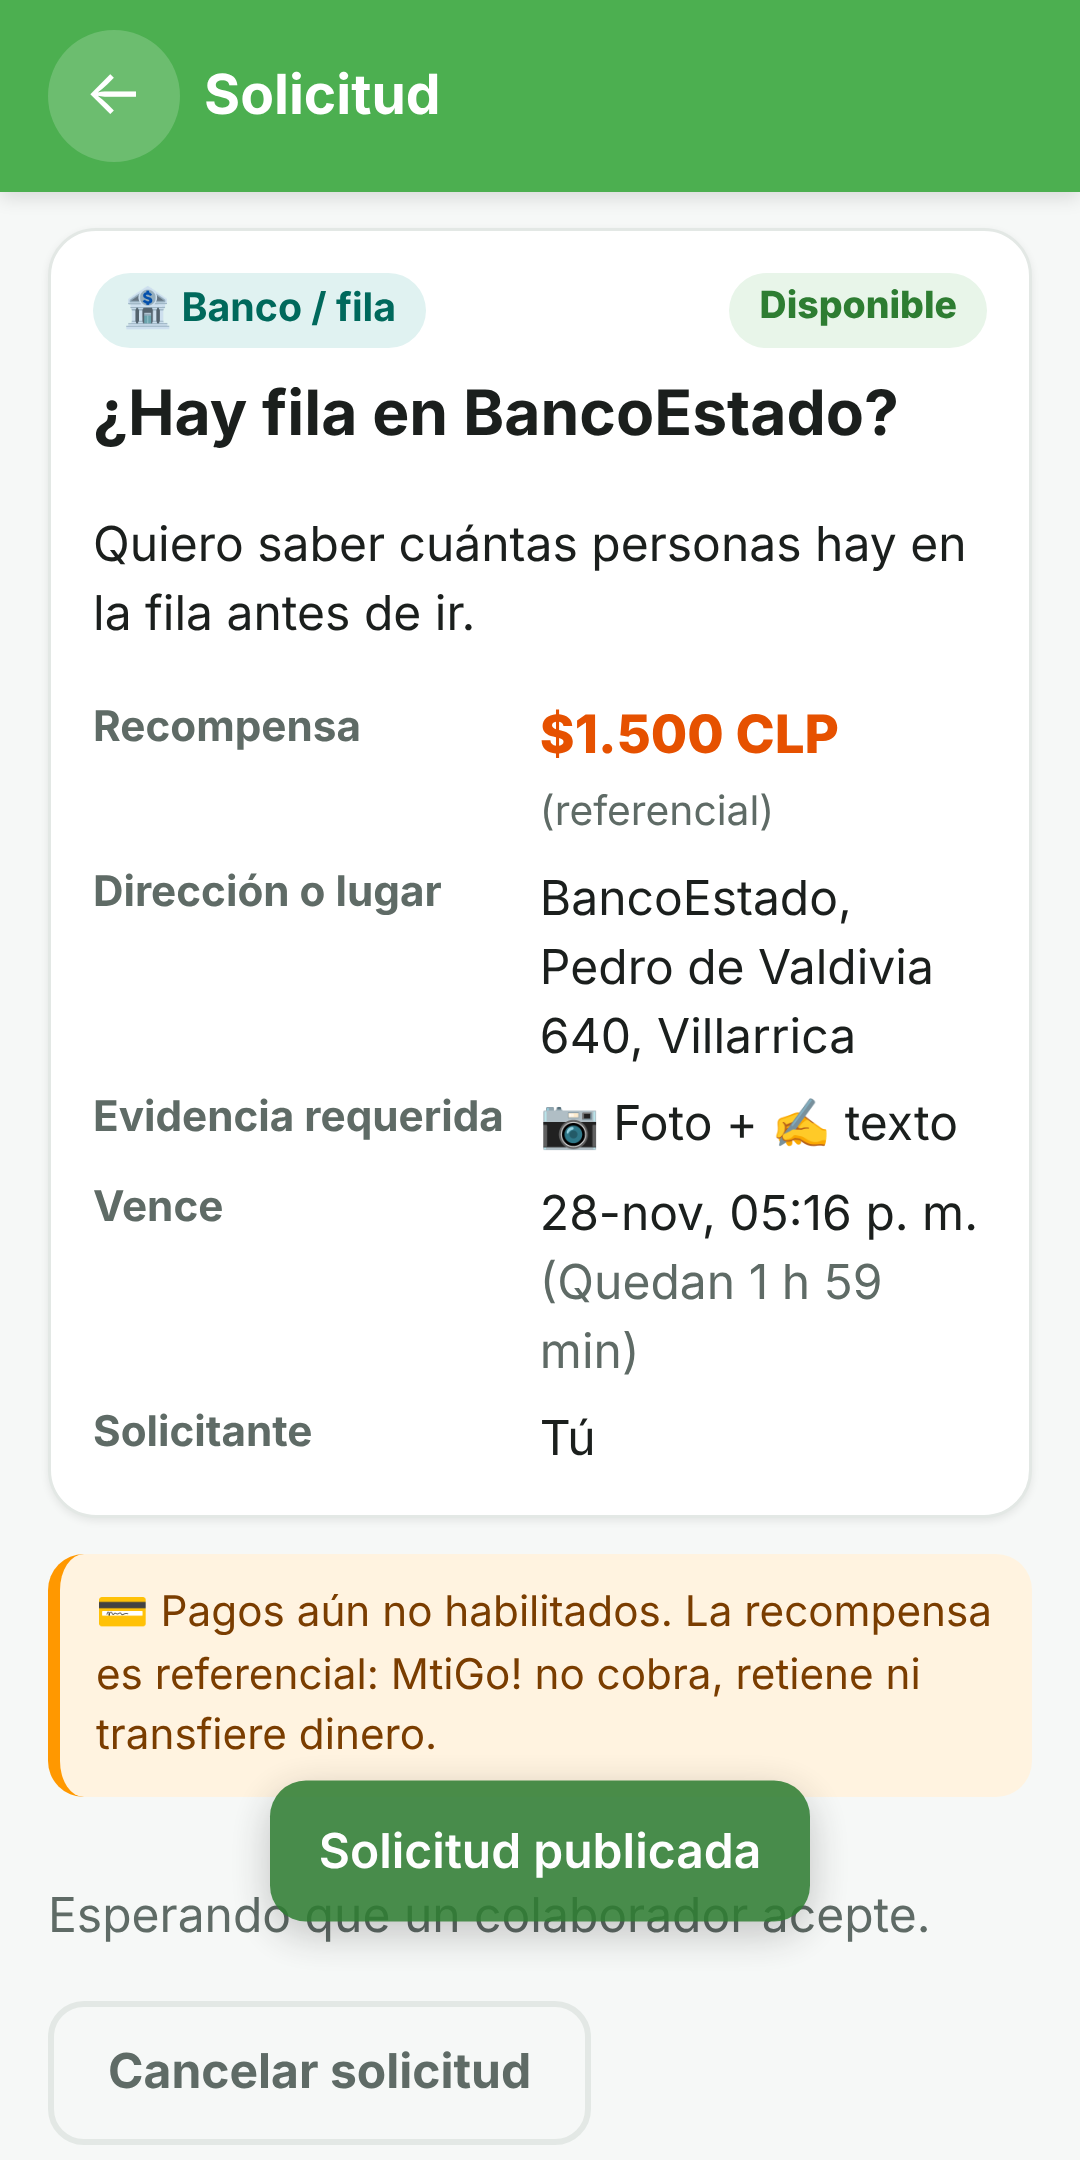 Solicitud
Banco / fila
Disponible
¿Hay fila en BancoEstado?
Quiero saber cuántas personas hay en
la fila antes de ir.
Recompensa
$1.500 CLP
(referencial)
Dirección o lugar
BancoEstado,
Pedro de Valdivia
640, Villarrica
Evidencia requerida
📷 Foto + ✍️ texto
Vence
28-nov, 05:16 p. m.
(Quedan 1 h 59
min)
Solicitante
Tú
💳 Pagos aún no habilitados. La recompensa
es referencial: MtiGo! no cobra, retiene ni
transfiere dinero.
Solicitud publicada
Esperando que un colaborador acepte.
Cancelar solicitud